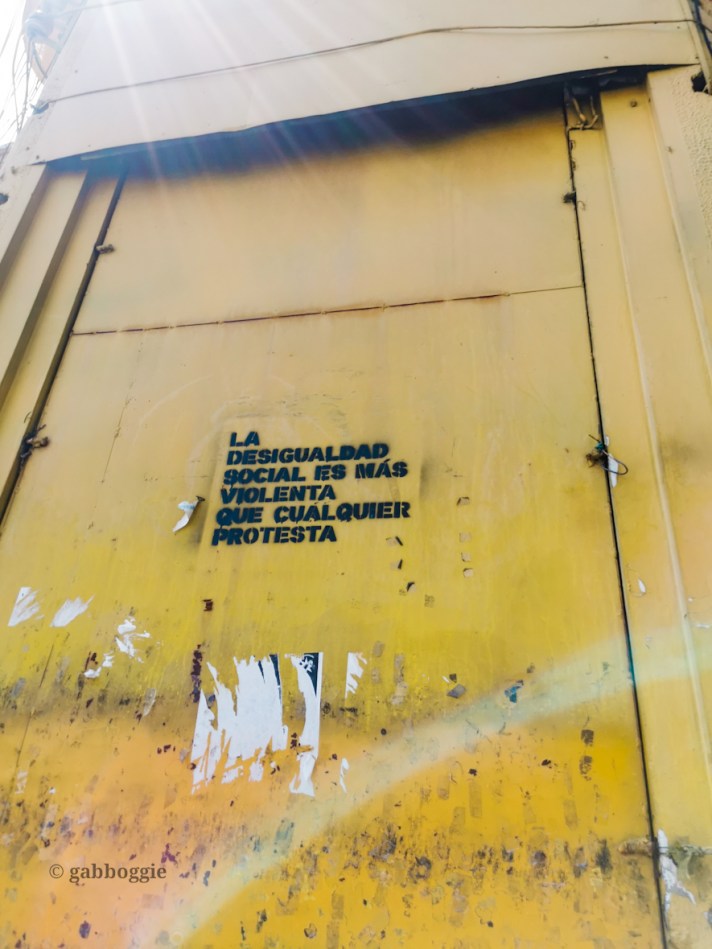 LA
DESIGUALDAD
SOCIAL ES MÁS
VIOLENTA
QUE CUALQUIER
PROTESTA
© gabboggie